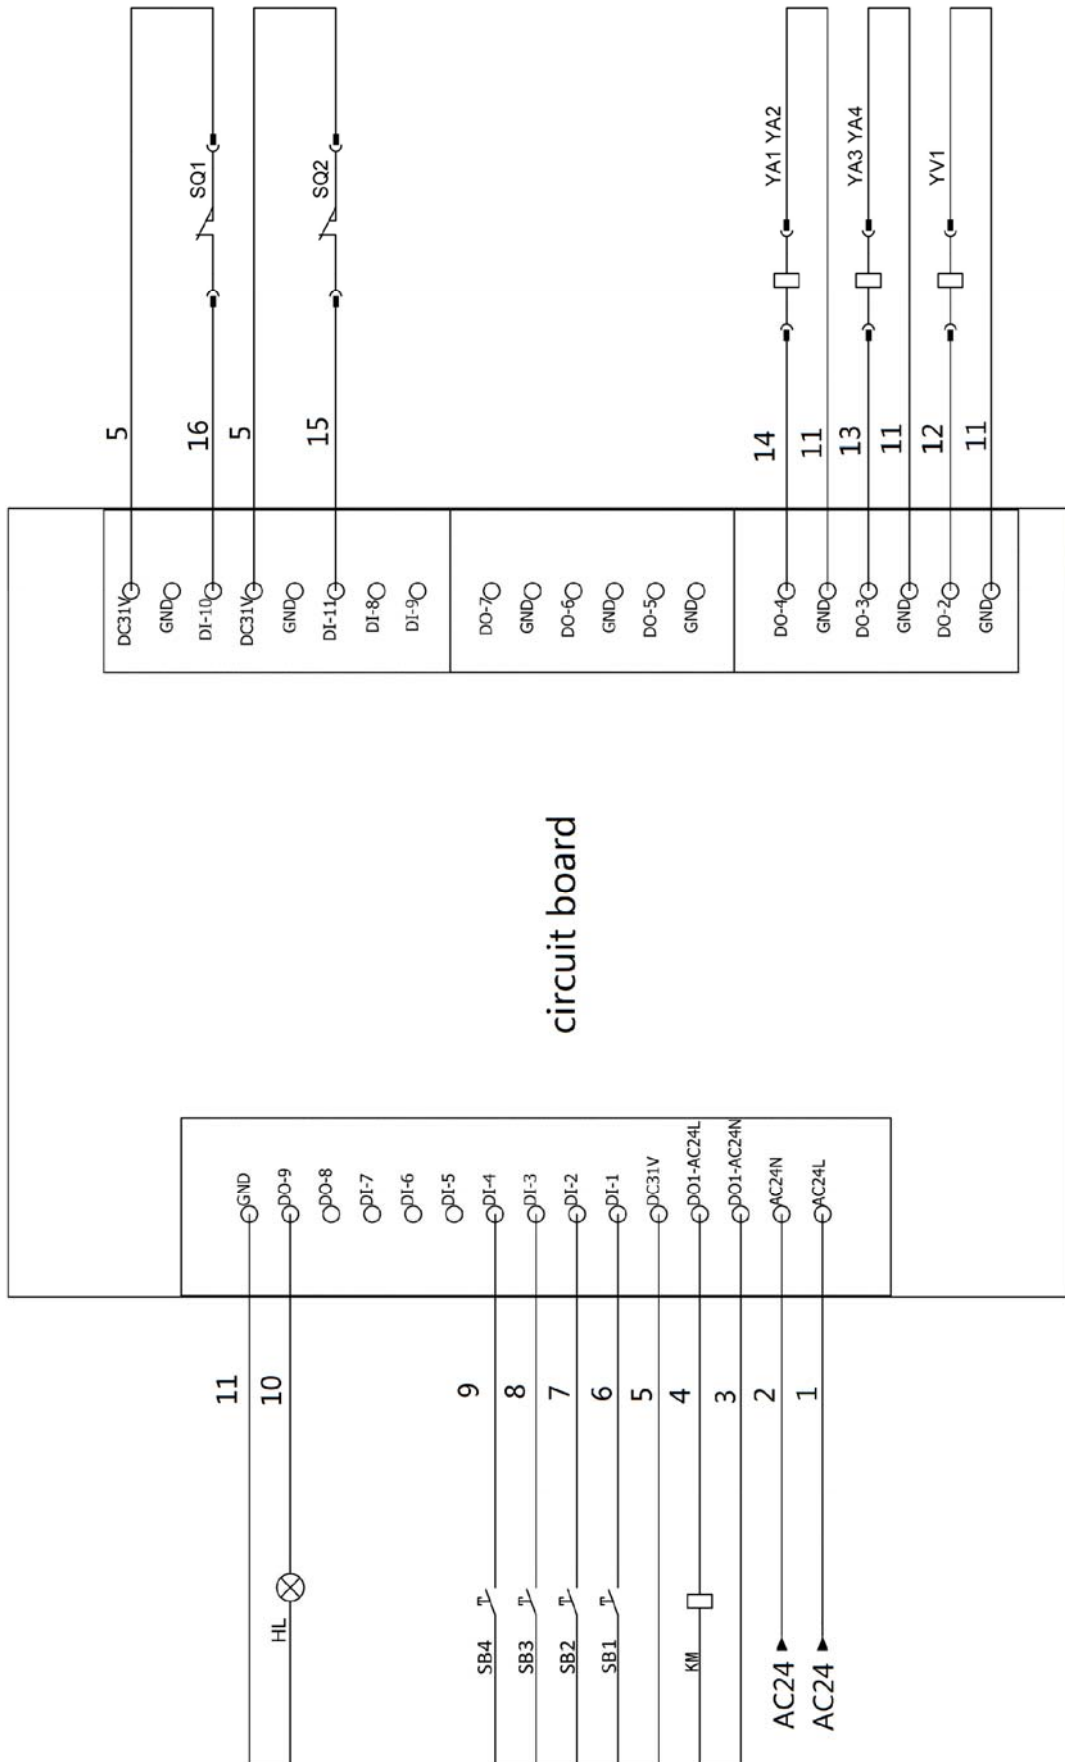 SQ1
SQ2
YA1 YA2
YA3 YA4
YV1
5
16
5
15
14
11
13
11
12
11
DC31V
GND
DI-10
DC31V
GND
DI-11
DI-8
DI-9
DO-7
GND
DO-6
GND
DO-5
GND
DO-4
GND
DO-3
GND
DO-2
GND
circuit board
GND
DO-9
DO-8
DI-7
DI-6
DI-5
DI-4
DI-3
DI-2
DI-1
DC31V
DO1-AC24L
DO1-AC24N
AC24N
AC24L
11
10
9
8
7
6
5
4
3
2
1
HL
SB4
SB3
SB2
SB1
KM
AC24
AC24